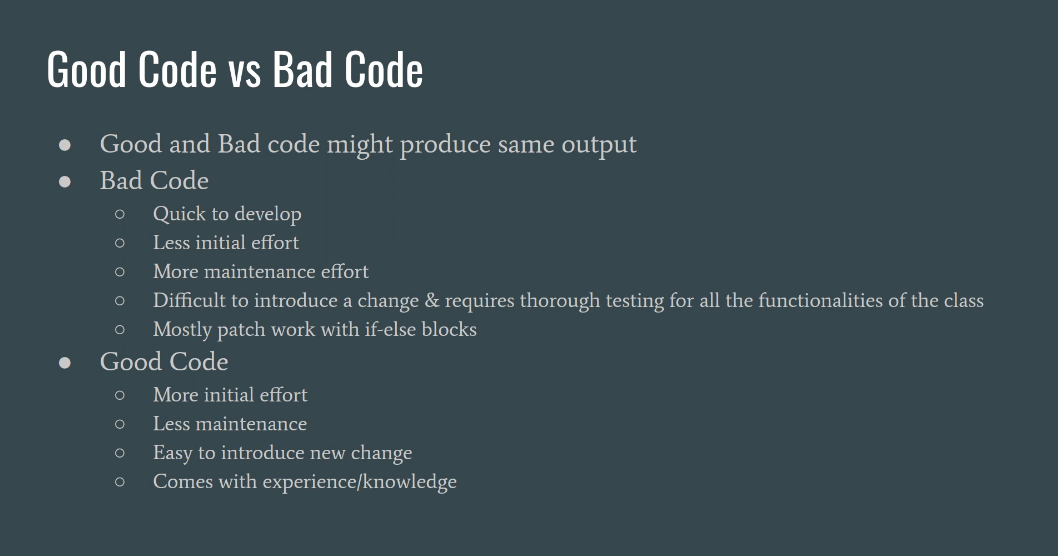 Good Code vs Bad Code
● Good and Bad code might produce same output
● Bad Code
○ Quick to develop
○ Less initial effort
○ More maintenance effort
○ Difficult to introduce a change & requires thorough testing for all the functionalities of the class
○ Mostly patch work with if-else blocks
● Good Code
○ More initial effort
○ Less maintenance
○ Easy to introduce new change
○ Comes with experience/knowledge